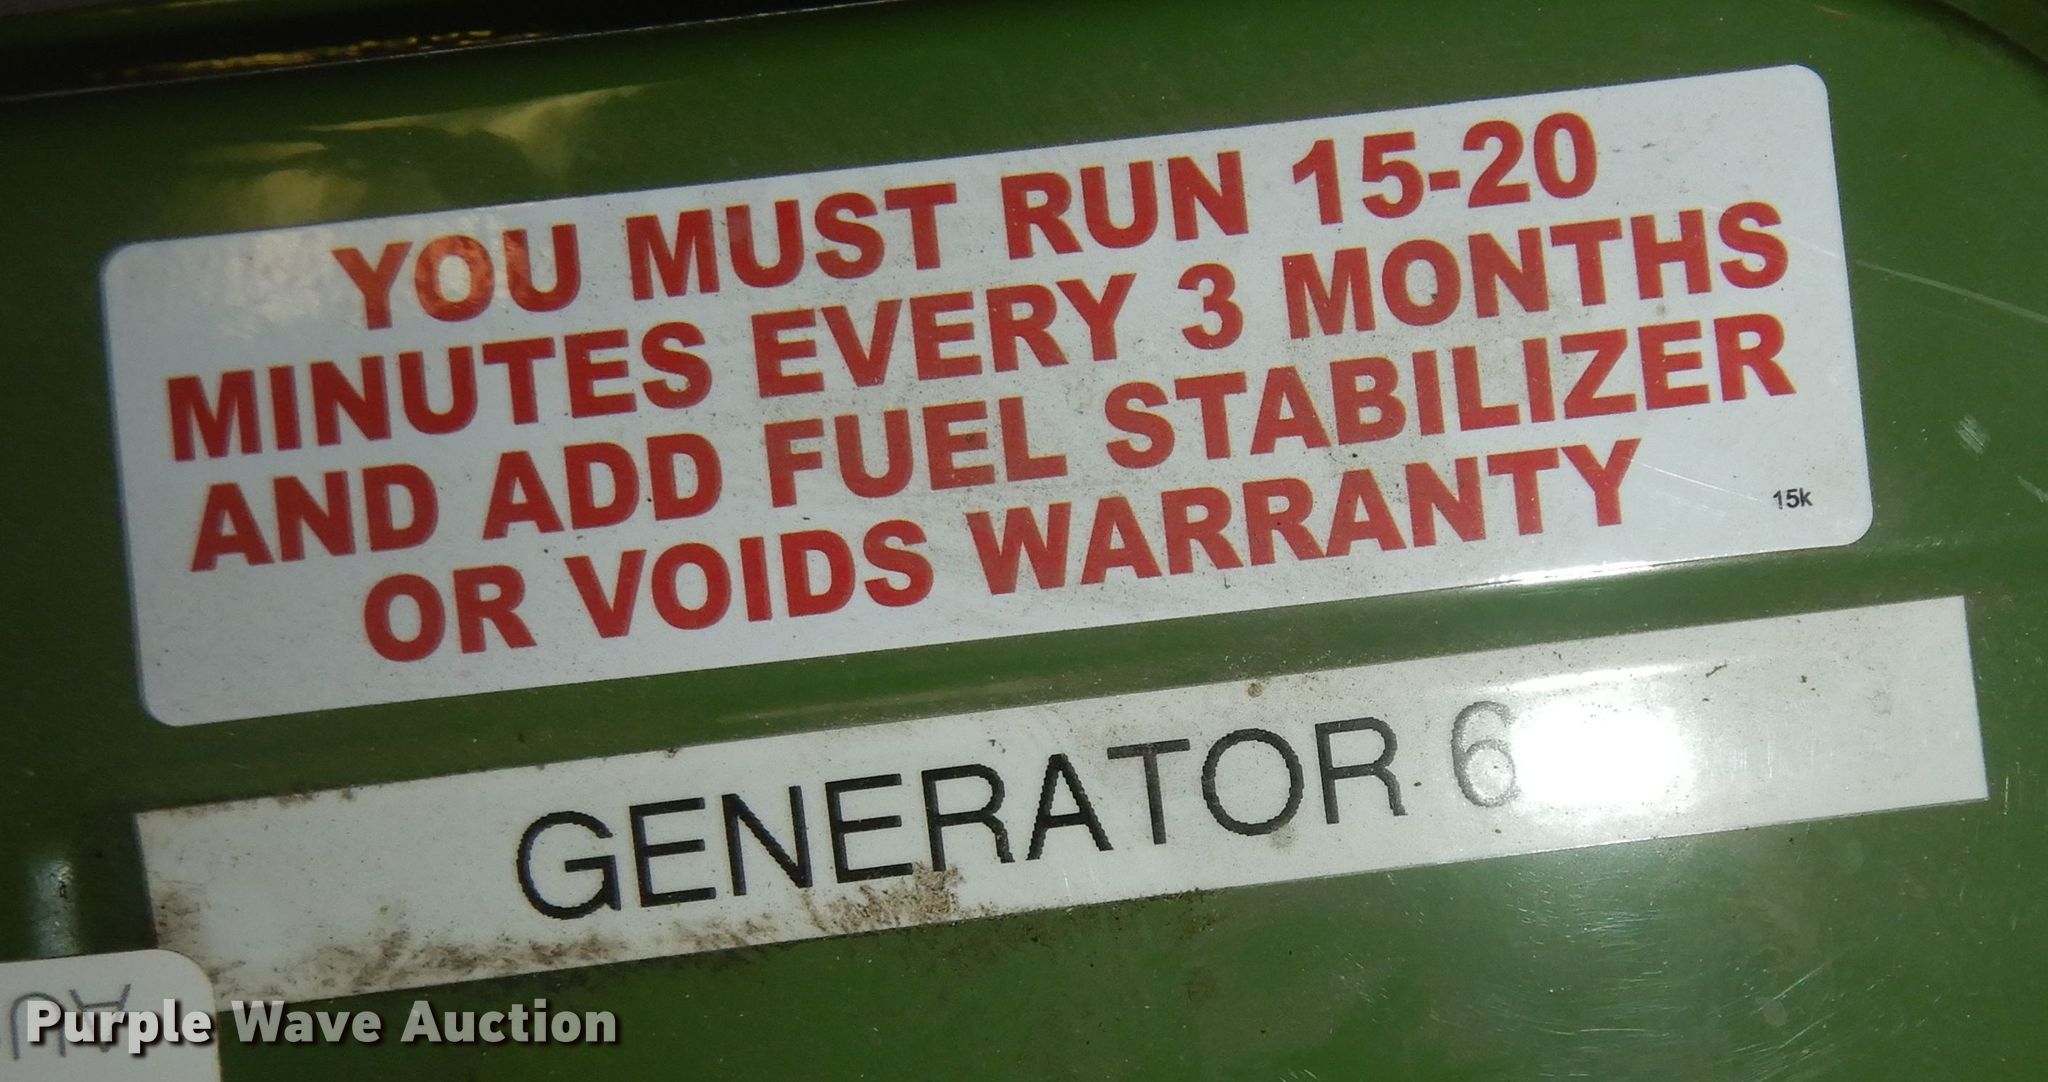 YOU MUST RUN 15-20
MINUTES EVERY 3 MONTHS
AND ADD FUEL STABILIZER
OR VOIDS WARRANTY
15k
GENERATOR 6
Purple Wave Auction